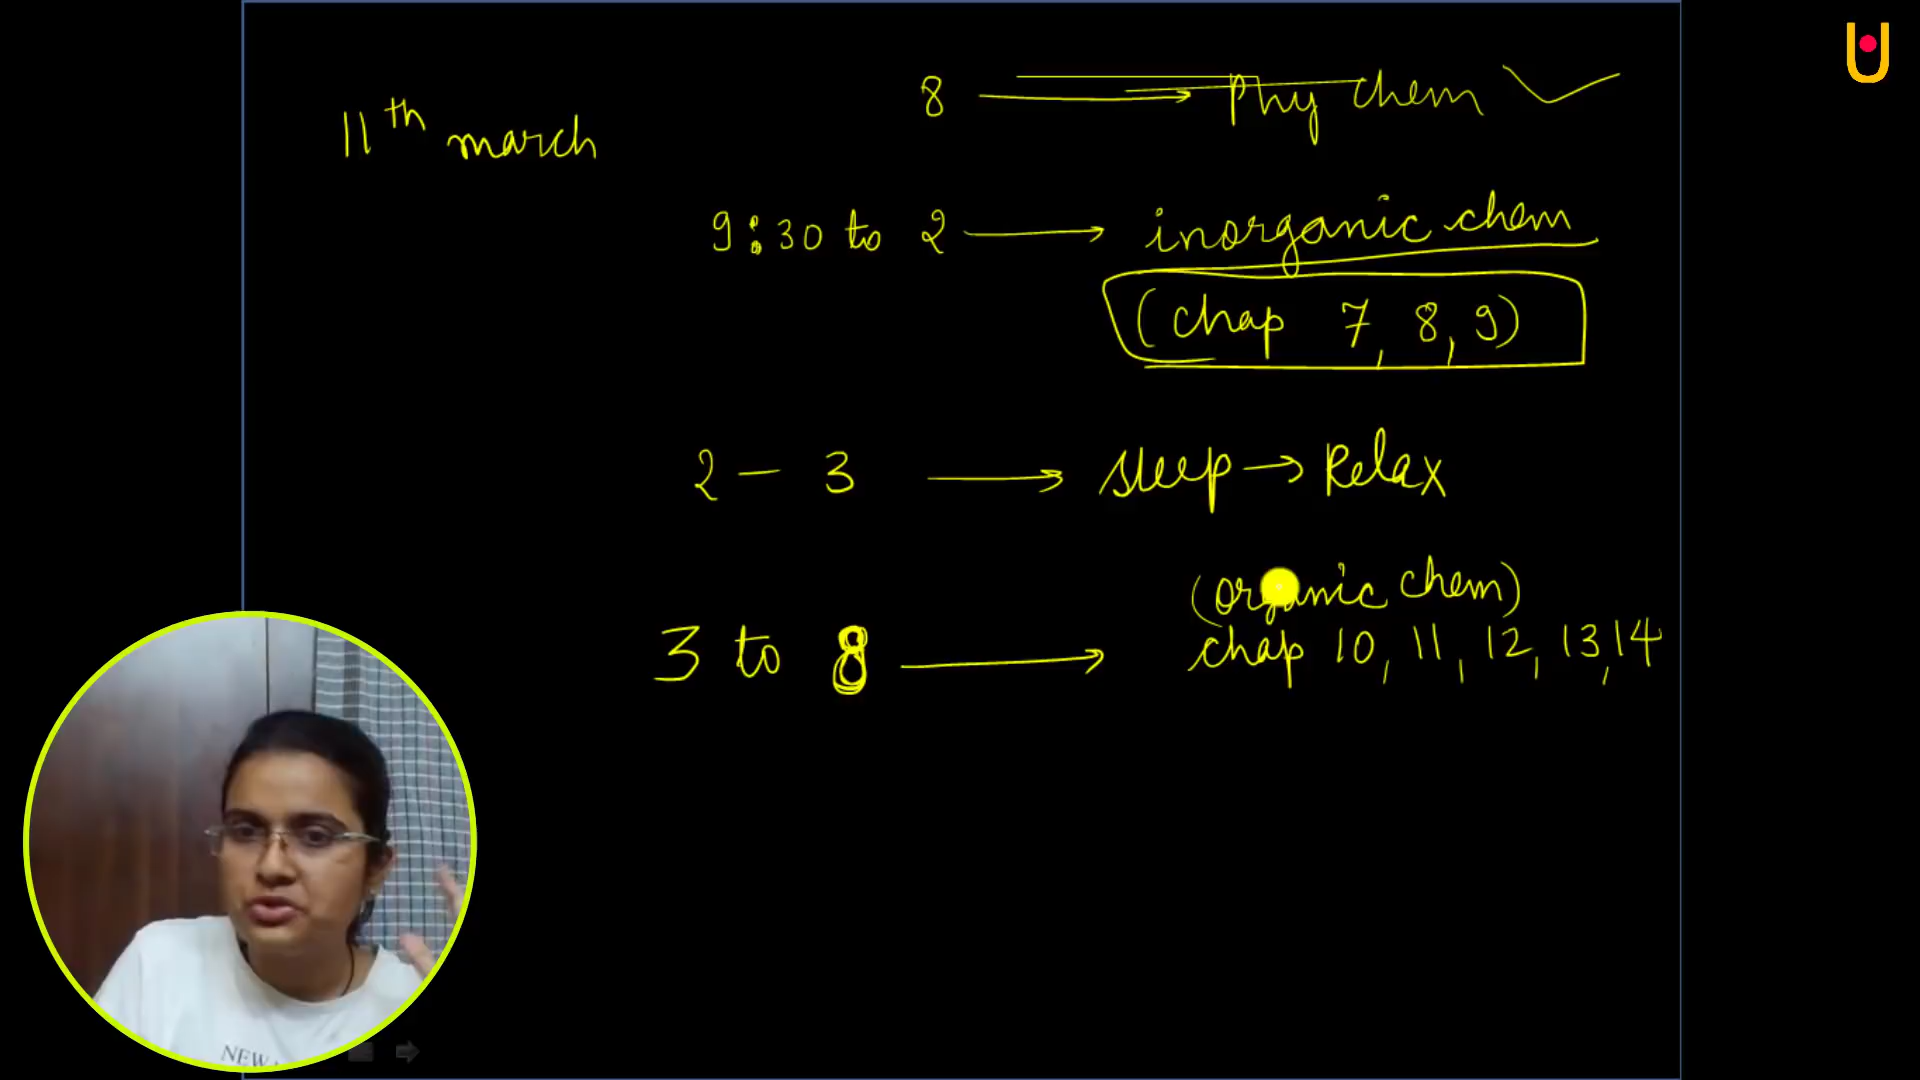 11th march
8 → Phy chem ✓
9:30 to 2 → inorganic chem
(chap 7, 8, 9)
2 - 3 → sleep → Relax
(organic chem)
3 to 8 → chap 10, 11, 12, 13, 14
NEW